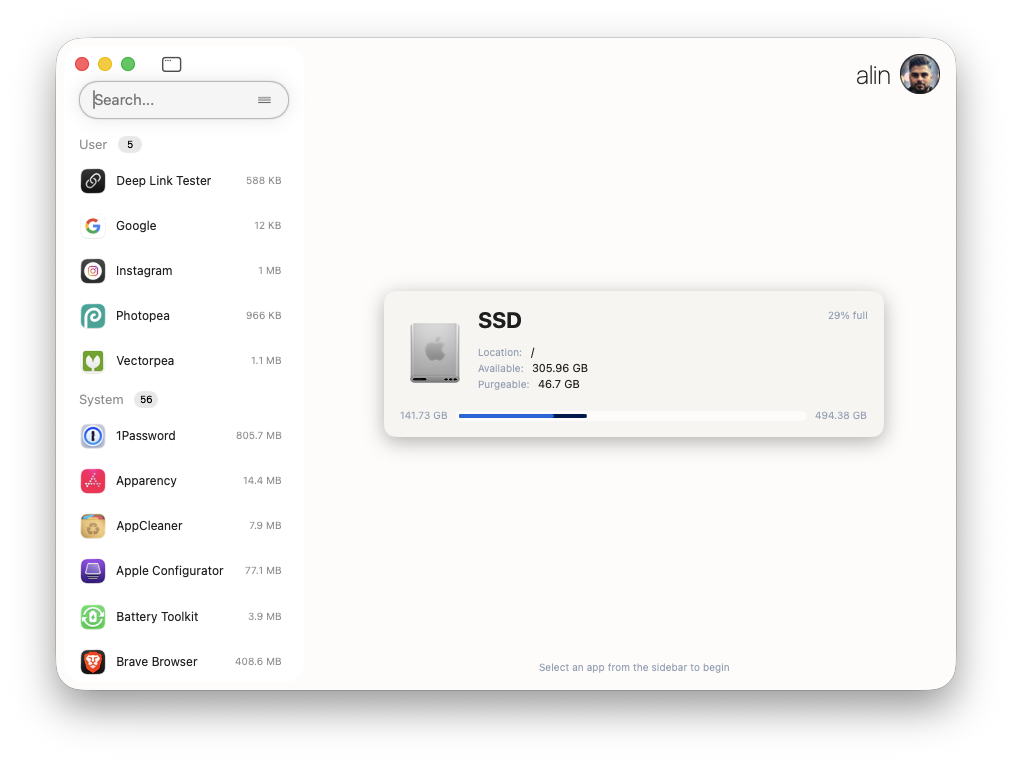 alin
Search...
User 5
Deep Link Tester 588 KB
Google 12 KB
Instagram 1 MB
Photopea 966 KB
Vectorpea 1.1 MB
System 56
1Password 805.7 MB
Apparency 14.4 MB
AppCleaner 7.9 MB
Apple Configurator 77.1 MB
Battery Toolkit 3.9 MB
Brave Browser 408.6 MB
SSD 29% full
Location: /
Available: 305.96 GB
Purgeable: 46.7 GB
141.73 GB 494.38 GB
Select an app from the sidebar to begin